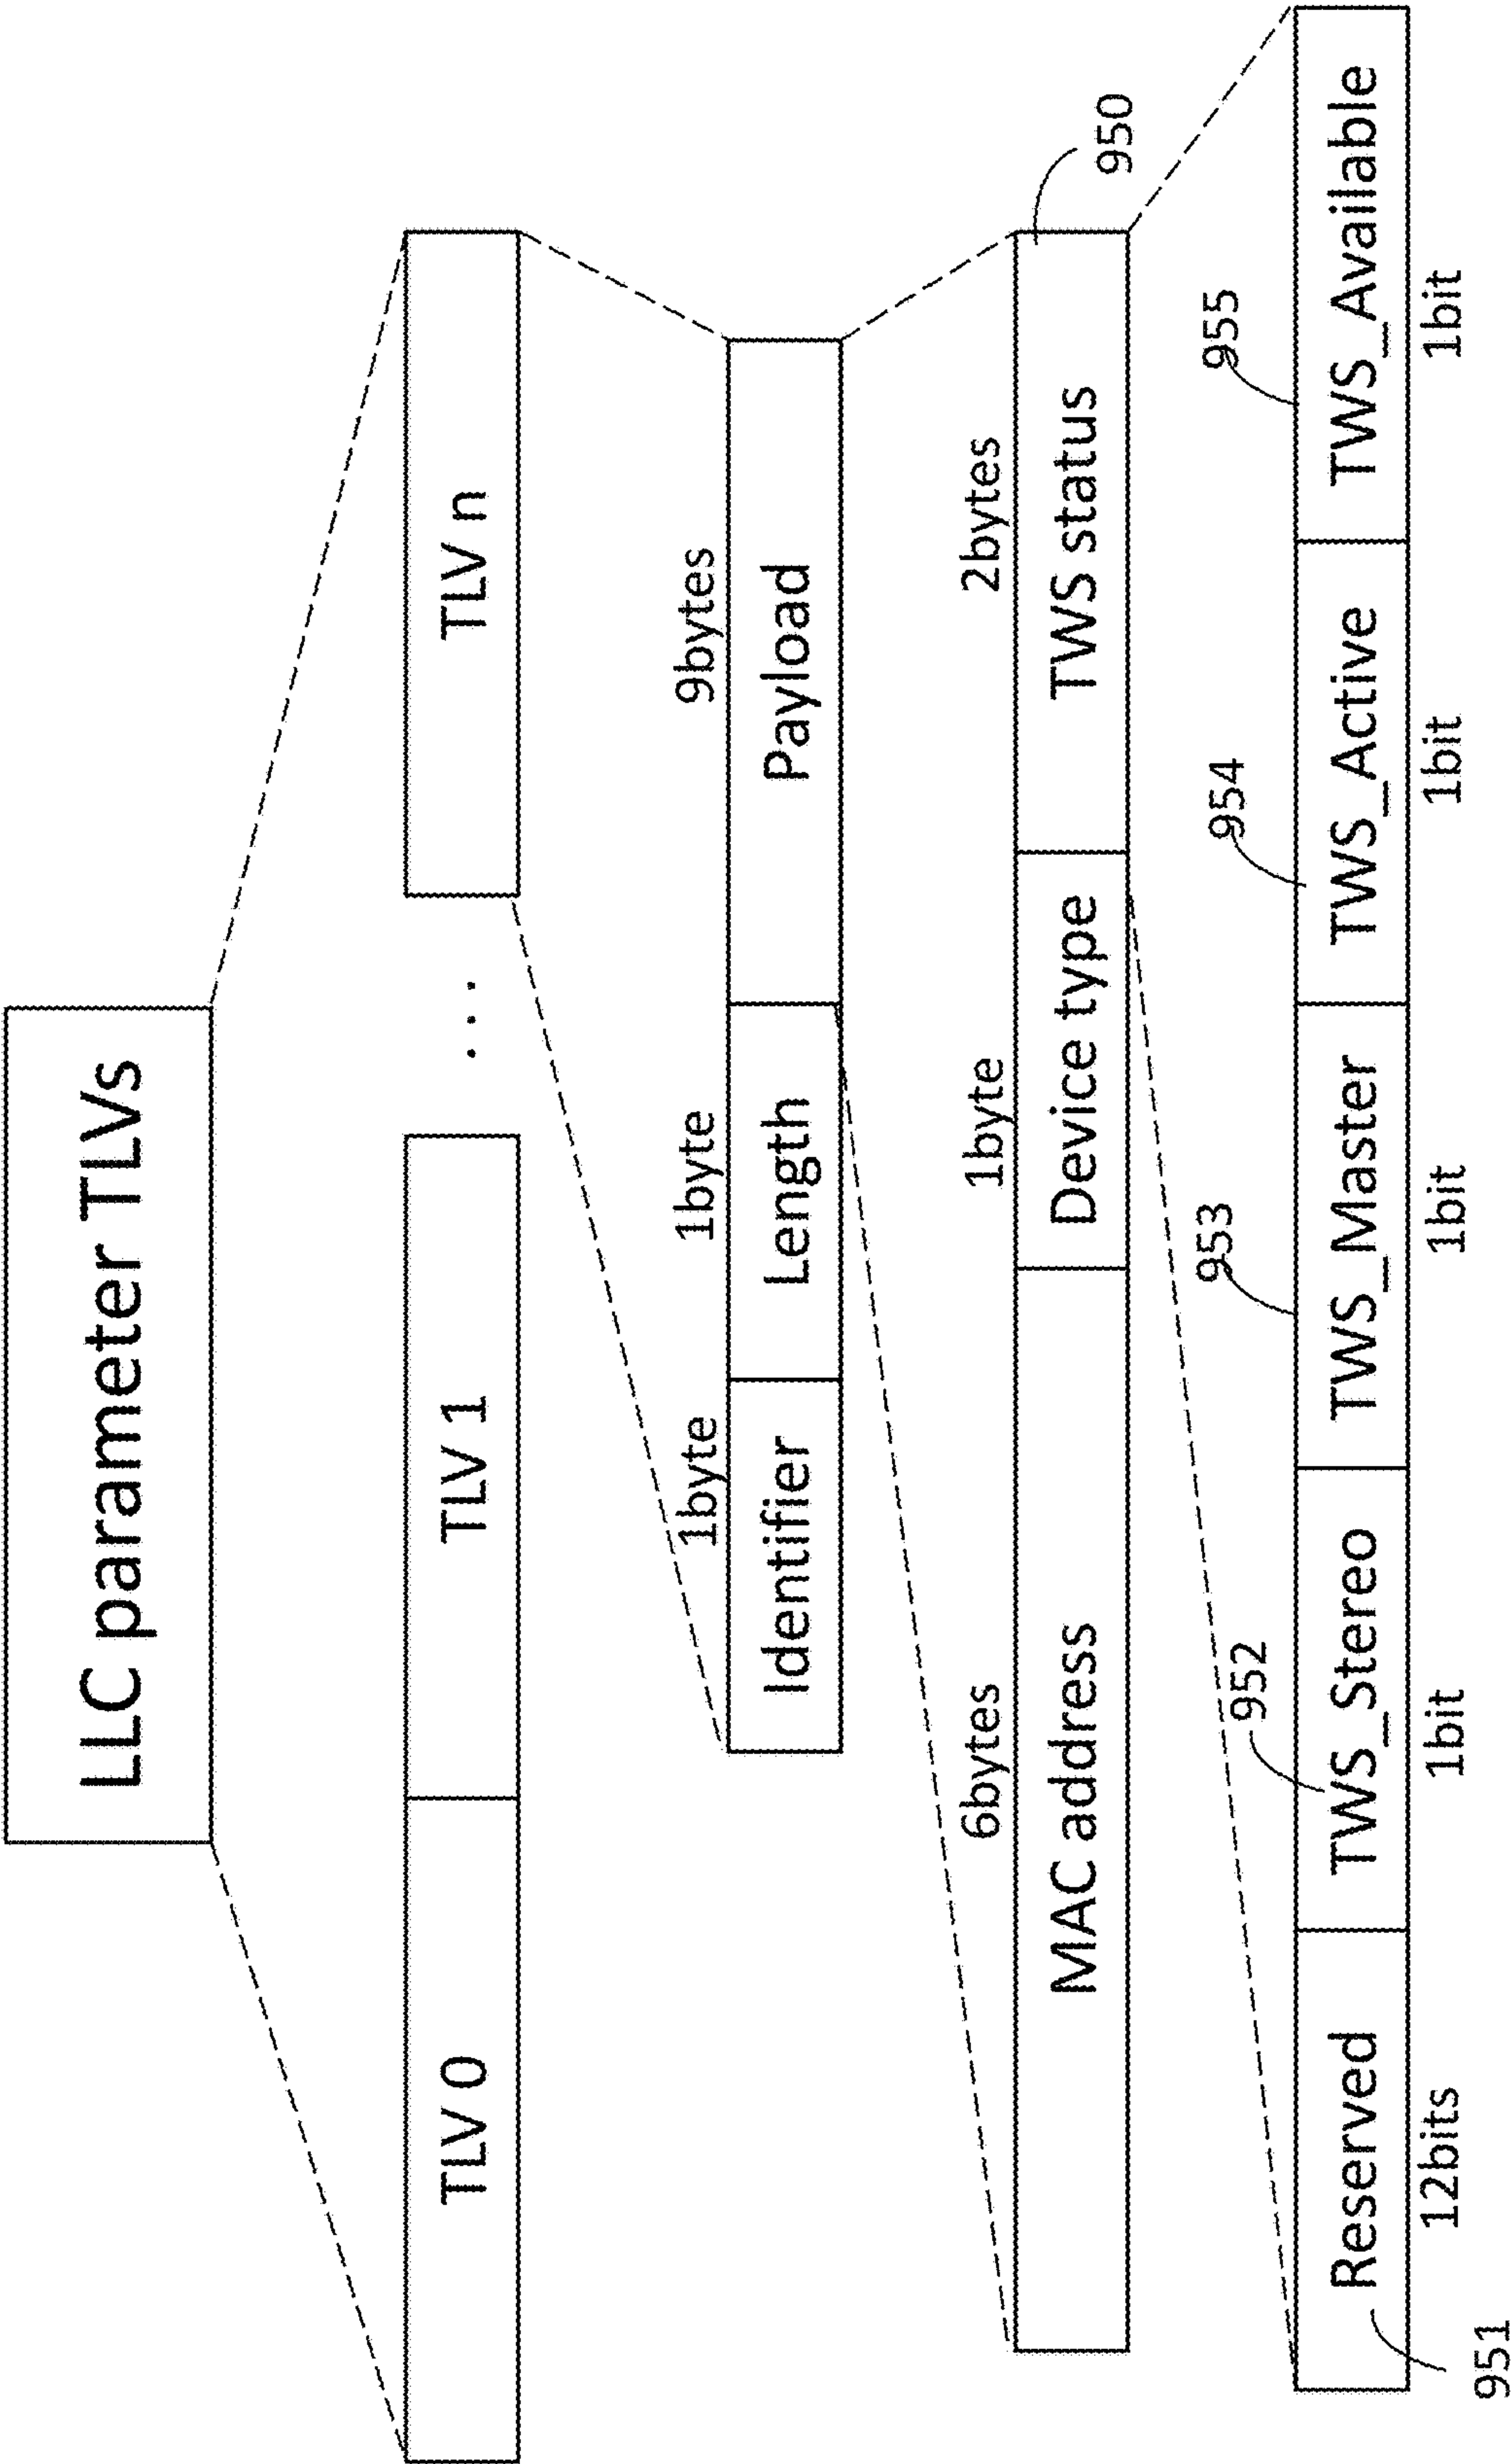 LLC parameter TLVs
TLV 0
TLV 1
...
TLV n
1byte
1byte
9bytes
Identifier
Length
Payload
6bytes
1byte
2bytes
MAC address
Device type
TWS status
950
952
953
954
955
Reserved
TWS_Stereo
TWS_Master
TWS_Active
TWS_Available
12bits
1bit
1bit
1bit
1bit
951